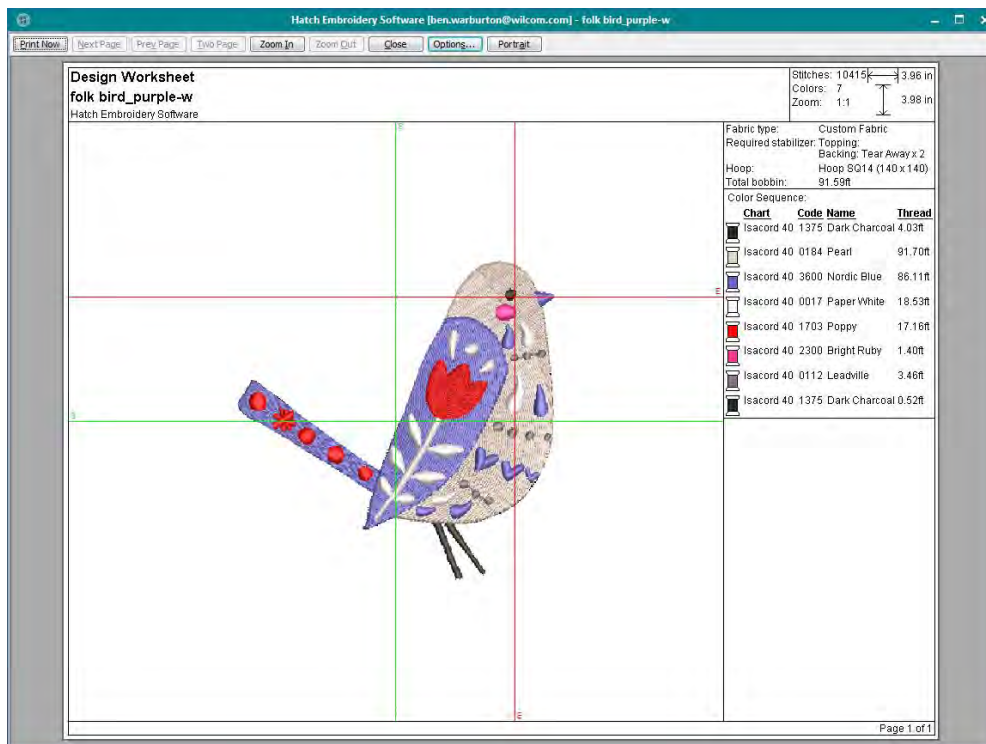 Hatch Embroidery Software [ben.warburton@wilcom.com] - folk bird_purple-w
Print Now Next Page Prev Page Two Page Zoom In Zoom Out Close Options... Portrait
Design Worksheet
folk bird_purple-w
Hatch Embroidery Software
Stitches: 10415 3.96 in
Colors: 7
Zoom: 1:1 3.98 in
Fabric type: Custom Fabric
Required stabilizer: Topping:
Backing: Tear Away x 2
Hoop: Hoop SQ14 (140 x 140)
Total bobbin: 91.59ft
Color Sequence:
Chart Code Name Thread
Isacord 40 1375 Dark Charcoal 4.03ft
Isacord 40 0184 Pearl 91.70ft
Isacord 40 3600 Nordic Blue 86.11ft
Isacord 40 0017 Paper White 18.53ft
Isacord 40 1703 Poppy 17.16ft
Isacord 40 2300 Bright Ruby 1.40ft
Isacord 40 0112 Leadville 3.46ft
Isacord 40 1375 Dark Charcoal 0.52ft
S
E
S
E
Page 1 of 1